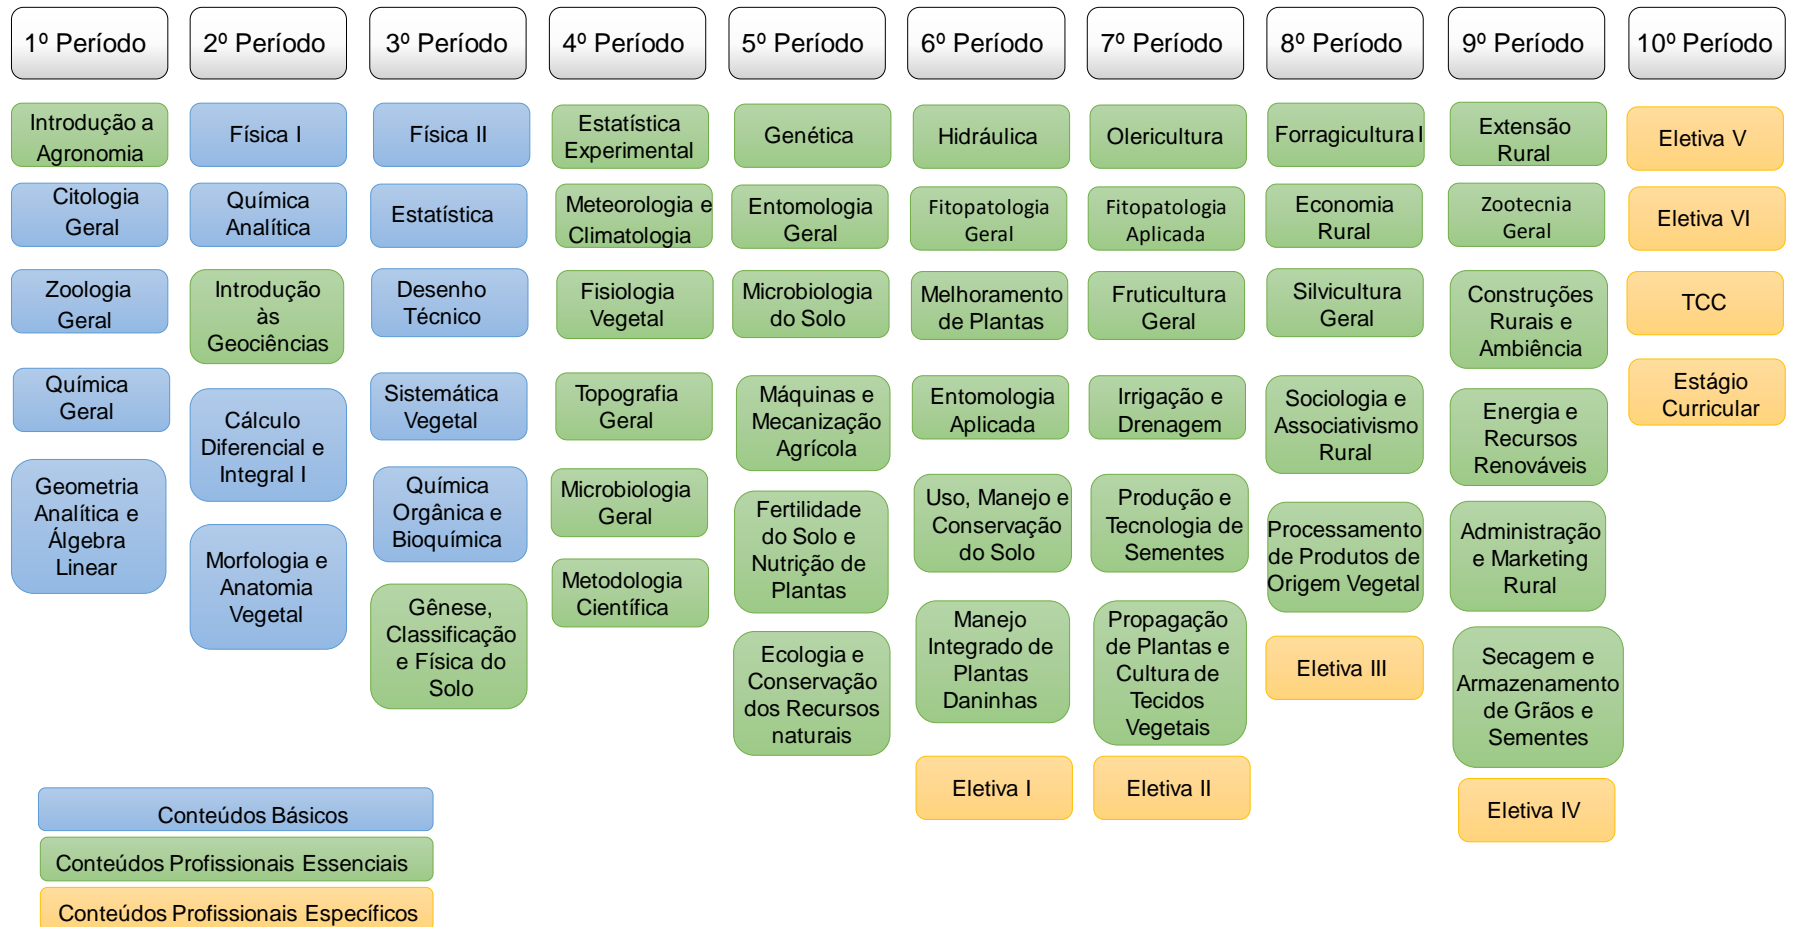 1º Período
2º Período
3º Período
4º Período
5º Período
6º Período
7º Período
8º Período
9º Período
10º Período
Introdução a
Agronomia
Citologia
Geral
Zoologia
Geral
Química
Geral
Geometria
Analítica e
Álgebra
Linear
Física I
Química
Analítica
Introdução
às
Geociências
Cálculo
Diferencial e
Integral I
Morfologia e
Anatomia
Vegetal
Física II
Estatística
Desenho
Técnico
Sistemática
Vegetal
Química
Orgânica e
Bioquímica
Gênese,
Classificação
e Física do
Solo
Estatística
Experimental
Meteorologia e
Climatologia
Fisiologia
Vegetal
Topografia
Geral
Microbiologia
Geral
Metodologia
Científica
Genética
Entomologia
Geral
Microbiologia
do Solo
Máquinas e
Mecanização
Agrícola
Fertilidade
do Solo e
Nutrição de
Plantas
Ecologia e
Conservação
dos Recursos
naturais
Hidráulica
Fitopatologia
Geral
Melhoramento
de Plantas
Entomologia
Aplicada
Uso, Manejo e
Conservação
do Solo
Manejo
Integrado de
Plantas
Daninhas
Eletiva I
Olericultura
Fitopatologia
Aplicada
Fruticultura
Geral
Irrigação e
Drenagem
Produção e
Tecnologia de
Sementes
Propagação
de Plantas e
Cultura de
Tecidos
Vegetais
Eletiva II
Forragicultura I
Economia
Rural
Silvicultura
Geral
Sociologia e
Associativismo
Rural
Processamento
de Produtos de
Origem Vegetal
Eletiva III
Extensão
Rural
Zootecnia
Geral
Construções
Rurais e
Ambiência
Energia e
Recursos
Renováveis
Administração
e Marketing
Rural
Secagem e
Armazenamento
de Grãos e
Sementes
Eletiva IV
Eletiva V
Eletiva VI
TCC
Estágio
Curricular
Conteúdos Básicos
Conteúdos Profissionais Essenciais
Conteúdos Profissionais Específicos